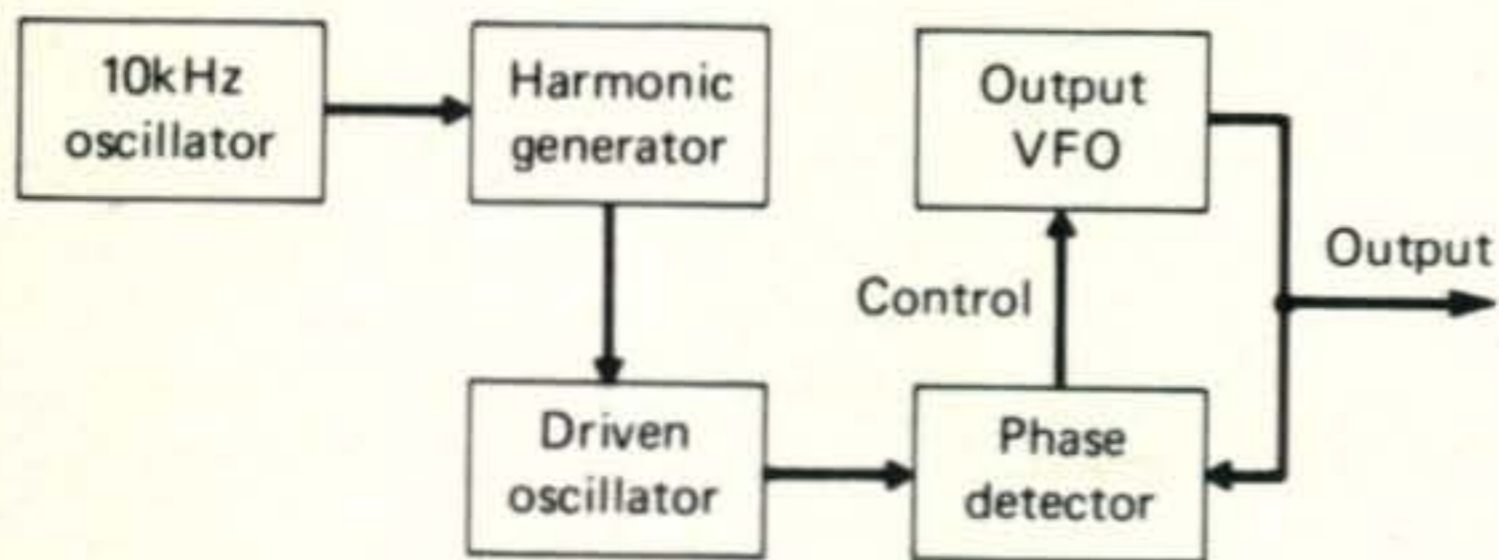 10kHz
oscillator
Harmonic
generator
Output
VFO
Output
Control
Driven
oscillator
Phase
detector